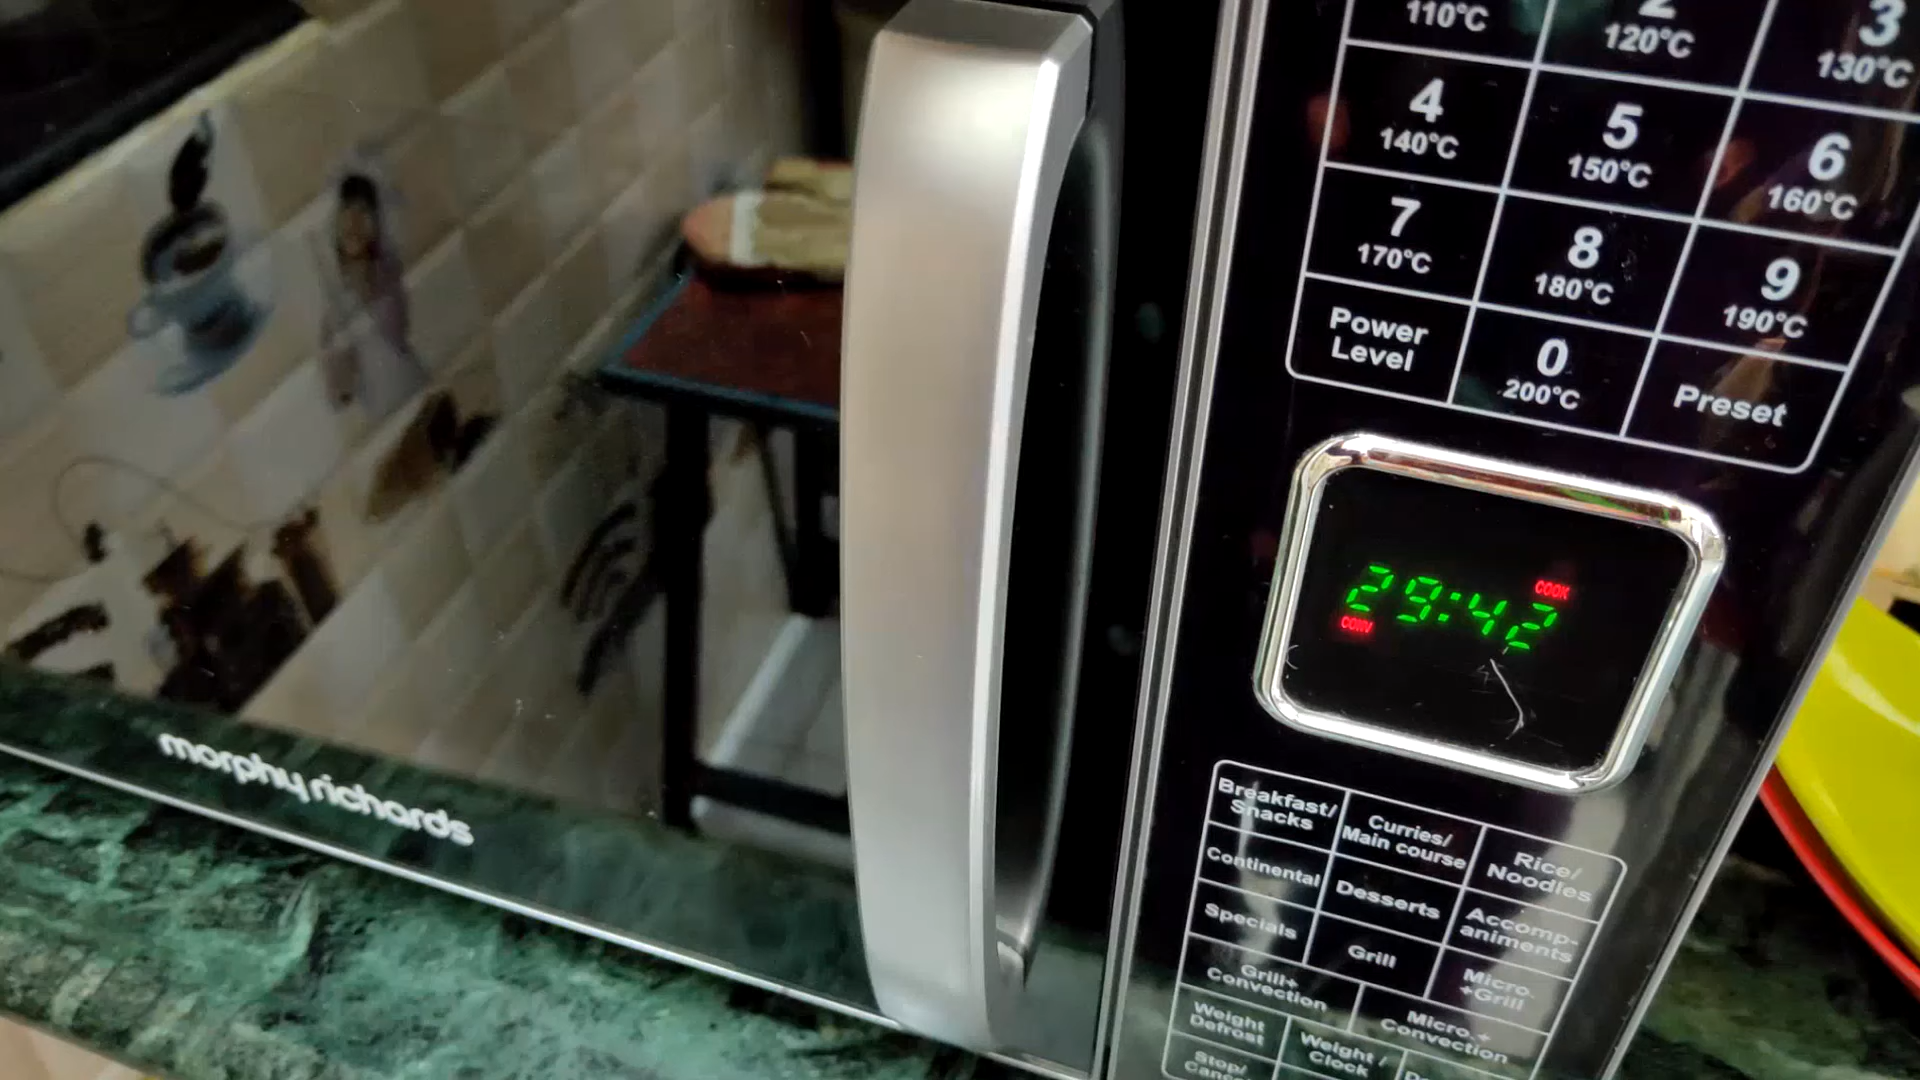 2
3
110°C
120°C
130°C
4
5
6
140°C
150°C
160°C
7
8
9
170°C
180°C
190°C
Power
Level
0
200°C
Preset
COOK
29:42
CONV
morphy richards
Breakfast/
Snacks
Curries/
Main course
Rice/
Noodles
Continental
Desserts
Accomp-
animents
Specials
Grill
Micro.
+Grill
Grill+
Convection
Micro.+
Convection
Weight
Defrost
Weight /
Clock
Stop/